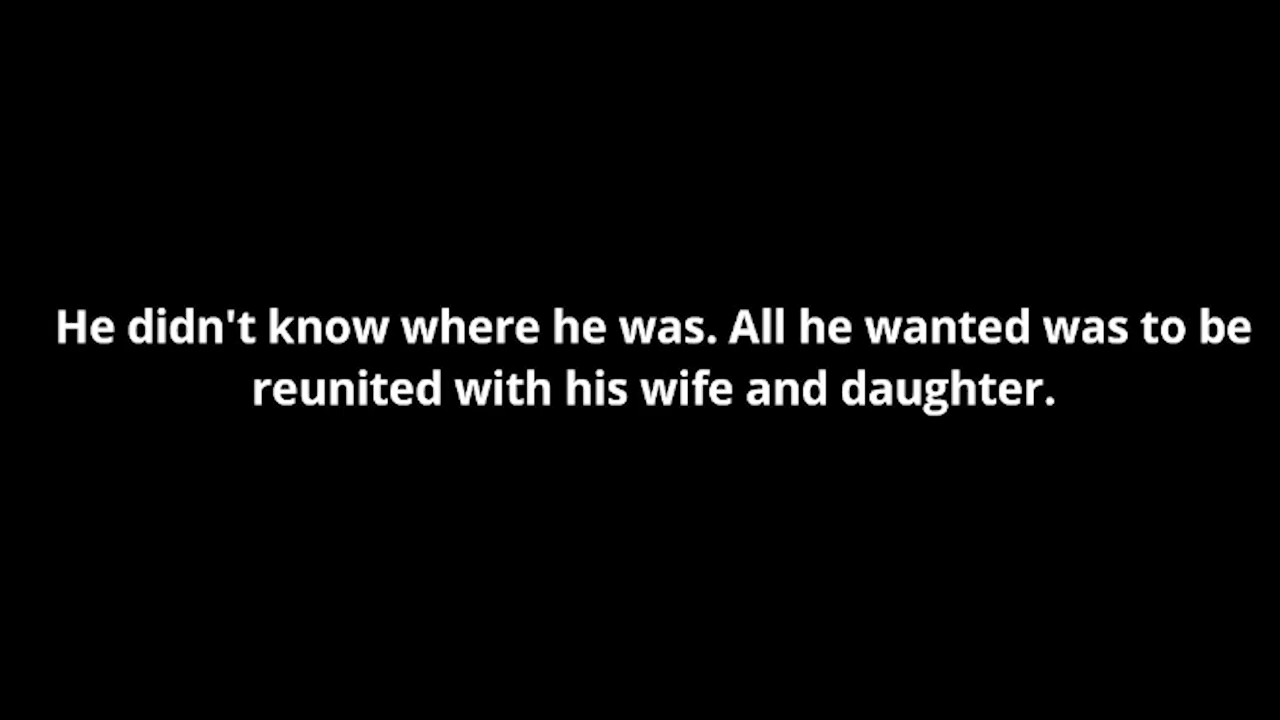 He didn't know where he was. All he wanted was to be
reunited with his wife and daughter.